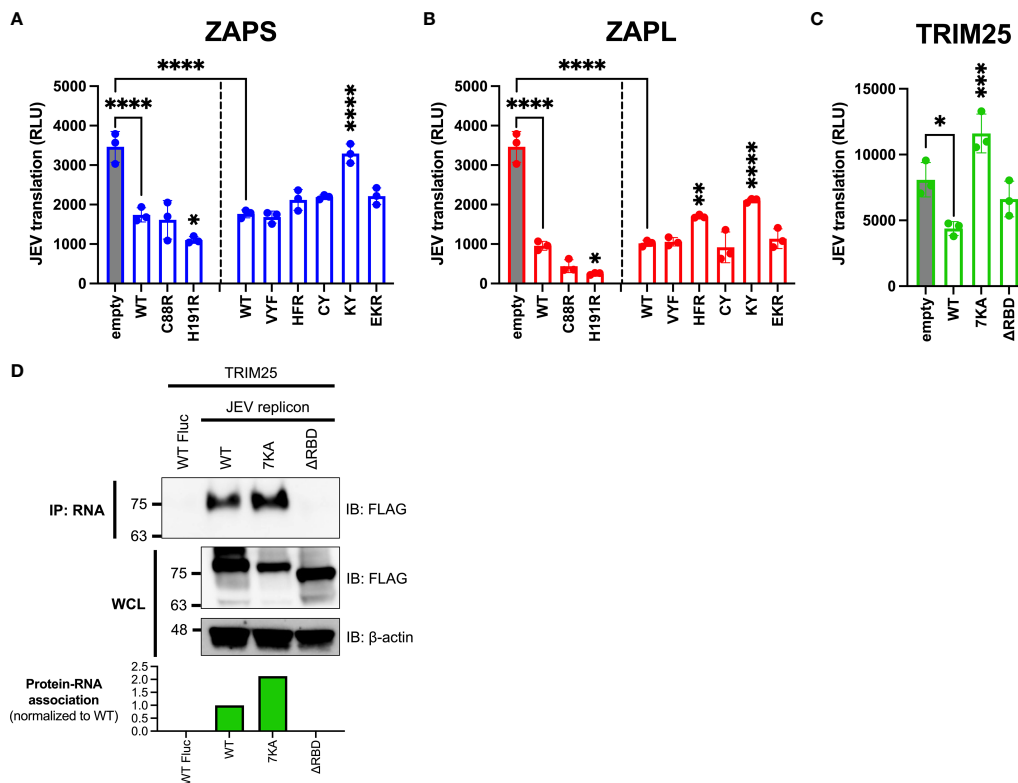 A
ZAPS
JEV translation (RLU)
5000
4000
3000
2000
1000
0
****
****
*
****
empty
WT
C88R
H191R
WT
VYF
HFR
CY
KY
EKR
B
ZAPL
JEV translation (RLU)
5000
4000
3000
2000
1000
0
****
****
*
**
****
empty
WT
C88R
H191R
WT
VYF
HFR
CY
KY
EKR
C
TRIM25
JEV translation (RLU)
15000
10000
5000
0
*
***
empty
WT
7KA
ΔRBD
D
TRIM25
JEV replicon
WT Fluc
WT
7KA
ΔRBD
IP: RNA
75
63
IB: FLAG
WCL
75
63
IB: FLAG
48
IB: β-actin
Protein-RNA
association
(normalized to WT)
2.5
2.0
1.5
1.0
0.5
0.0
WT Fluc
WT
7KA
ΔRBD